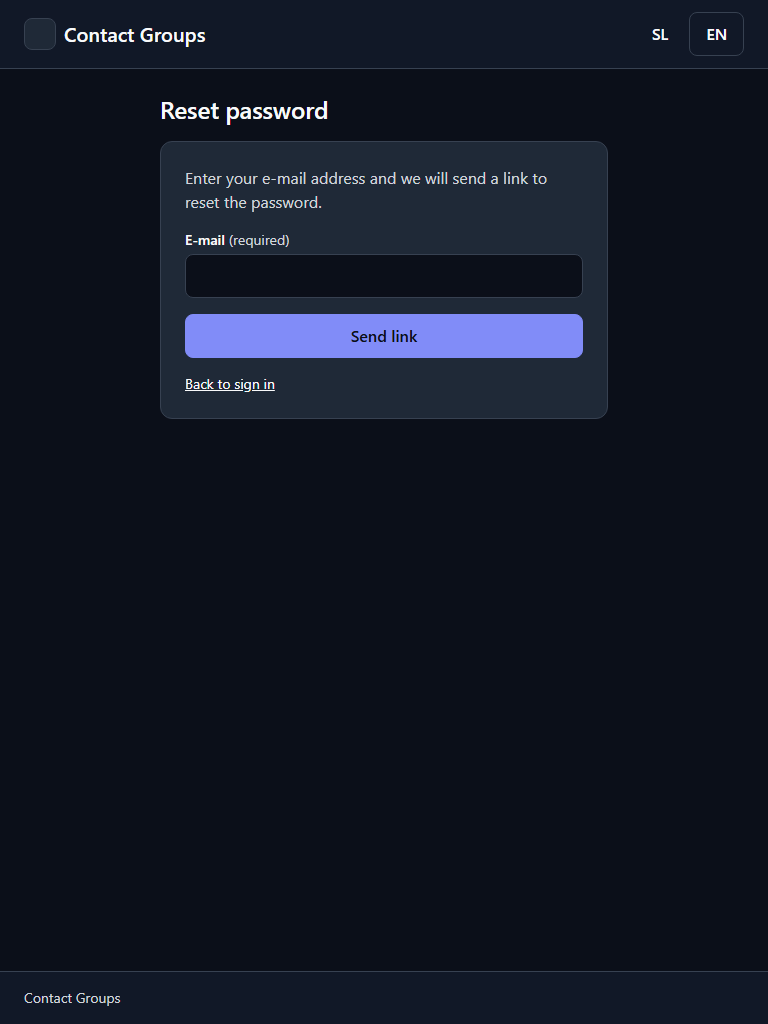 Contact Groups
SL
EN
Reset password
Enter your e-mail address and we will send a link to
reset the password.
E-mail (required)
Send link
Back to sign in
Contact Groups